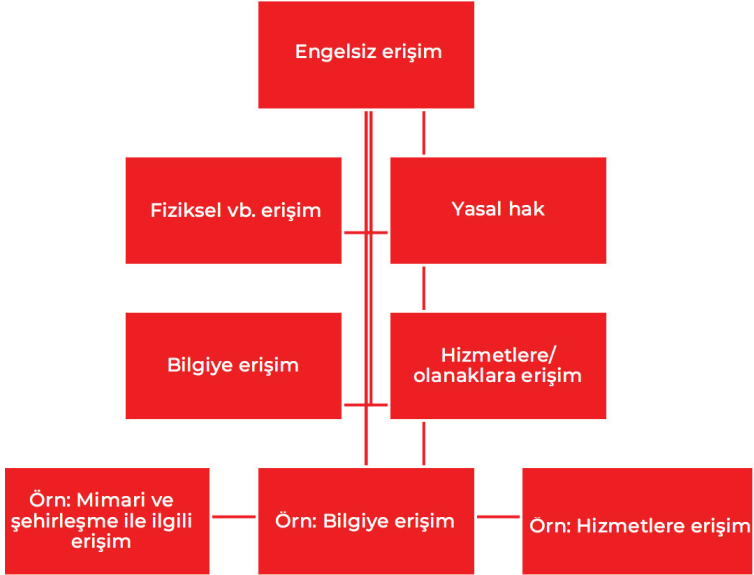 Engelsiz erişim
Fiziksel vb. erişim
Yasal hak
Bilgiye erişim
Hizmetlere/
olanaklara erişim
Örn: Mimari ve
şehirleşme ile ilgili
erişim
Örn: Bilgiye erişim
Örn: Hizmetlere erişim